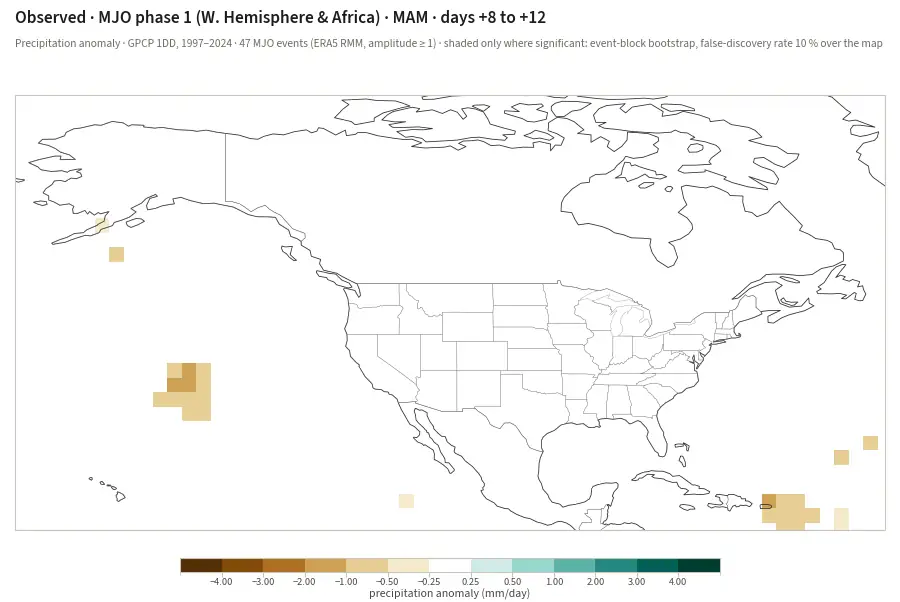 Observed · MJO phase 1 (W. Hemisphere & Africa) · MAM · days +8 to +12
Precipitation anomaly · GPCP 1DD, 1997–2024 · 47 MJO events (ERA5 RMM, amplitude ≥ 1) · shaded only where significant: event-block bootstrap, false-discovery rate 10 % over the map
−4.00 −3.00 −2.00 −1.00 −0.50 −0.25 0.25 0.50 1.00 2.00 3.00 4.00
precipitation anomaly (mm/day)